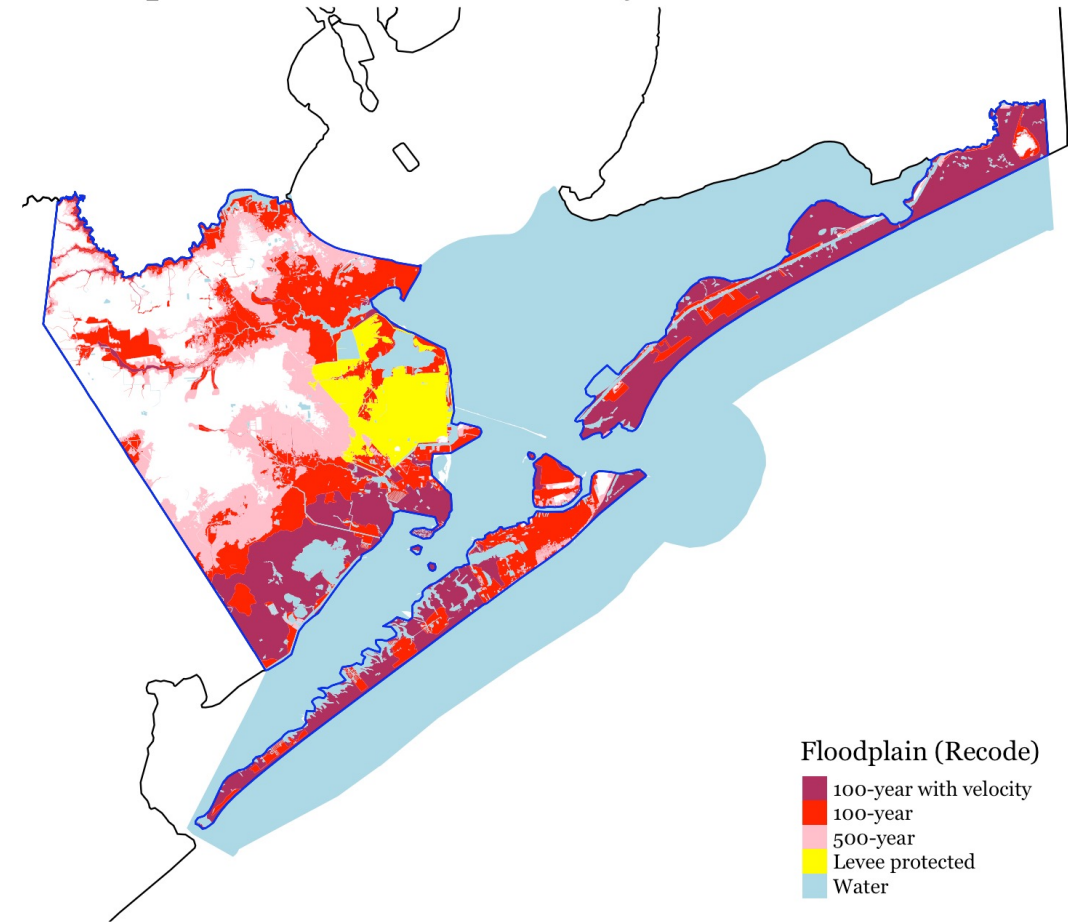 Floodplain (Recode)
100-year with velocity
100-year
500-year
Levee protected
Water